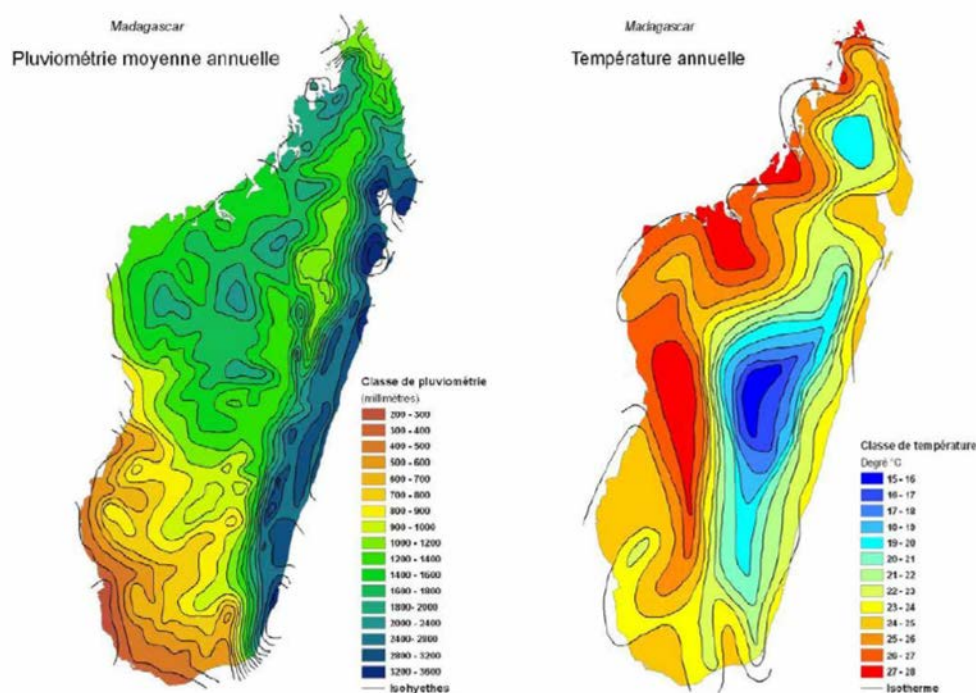 Madagascar
Pluviométrie moyenne annuelle
Classe de pluviométrie
(millimètres)
200 - 300
300 - 400
400 - 500
500 - 600
600 - 700
700 - 800
800 - 900
900 - 1000
1000 - 1200
1200 - 1400
1400 - 1600
1600 - 1800
1800 - 2000
2000 - 2400
2400 - 2800
2800 - 3200
3200 - 3600
Isohyethes
Madagascar
Température annuelle
Classe de température
Degré °C
15 - 16
16 - 17
17 - 18
18 - 19
19 - 20
20 - 21
21 - 22
22 - 23
23 - 24
24 - 25
25 - 26
26 - 27
27 - 28
Isotherme